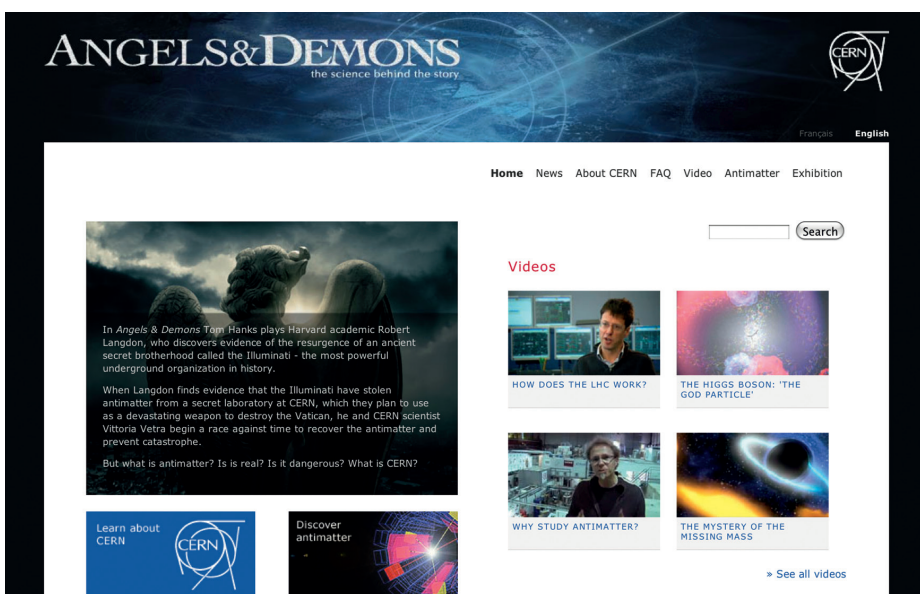 ANGELS&DEMONS
the science behind the story
CERN
Français English
Home News About CERN FAQ Video Antimatter Exhibition
Search
In Angels & Demons Tom Hanks plays Harvard academic Robert
Langdon, who discovers evidence of the resurgence of an ancient
secret brotherhood called the Illuminati - the most powerful
underground organization in history.
When Langdon finds evidence that the Illuminati have stolen
antimatter from a secret laboratory at CERN, which they plan to use
as a devastating weapon to destroy the Vatican, he and CERN scientist
Vittoria Vetra begin a race against time to recover the antimatter and
prevent catastrophe.
But what is antimatter? Is is real? Is it dangerous? What is CERN?
Learn about
CERN
CERN
Discover
antimatter
Videos
HOW DOES THE LHC WORK?
THE HIGGS BOSON: 'THE
GOD PARTICLE'
WHY STUDY ANTIMATTER?
THE MYSTERY OF THE
MISSING MASS
» See all videos